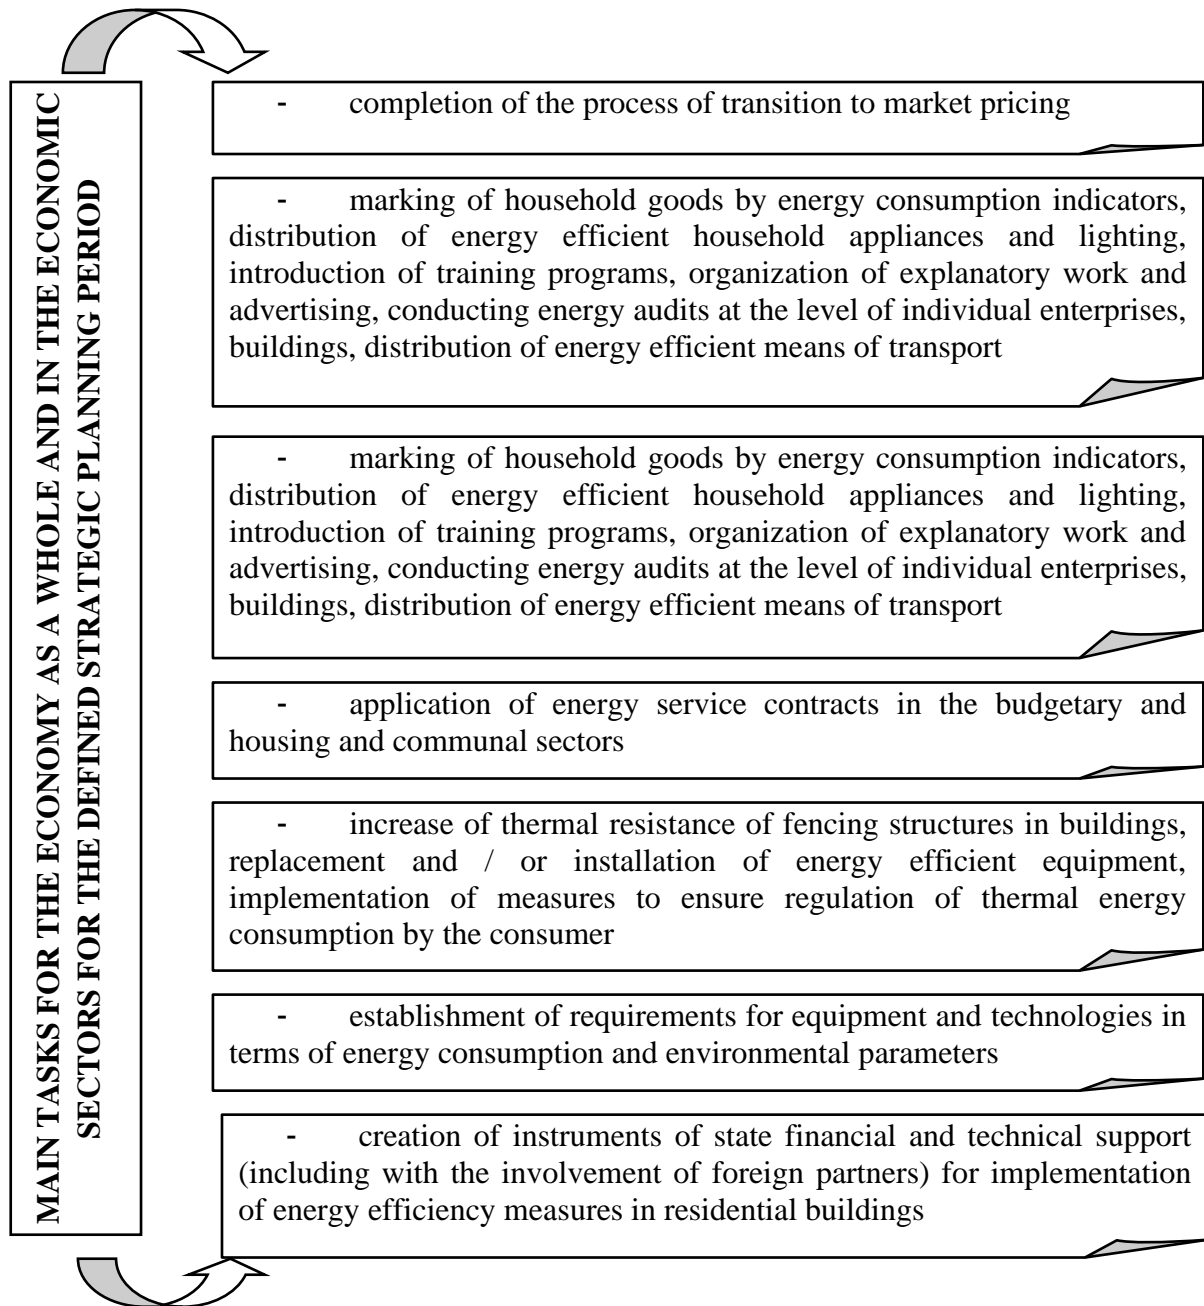 MAIN TASKS FOR THE ECONOMY AS A WHOLE AND IN THE ECONOMIC
SECTORS FOR THE DEFINED STRATEGIC PLANNING PERIOD
- completion of the process of transition to market pricing
- marking of household goods by energy consumption indicators,
distribution of energy efficient household appliances and lighting,
introduction of training programs, organization of explanatory work and
advertising, conducting energy audits at the level of individual enterprises,
buildings, distribution of energy efficient means of transport
- marking of household goods by energy consumption indicators,
distribution of energy efficient household appliances and lighting,
introduction of training programs, organization of explanatory work and
advertising, conducting energy audits at the level of individual enterprises,
buildings, distribution of energy efficient means of transport
- application of energy service contracts in the budgetary and
housing and communal sectors
- increase of thermal resistance of fencing structures in buildings,
replacement and / or installation of energy efficient equipment,
implementation of measures to ensure regulation of thermal energy
consumption by the consumer
- establishment of requirements for equipment and technologies in
terms of energy consumption and environmental parameters
- creation of instruments of state financial and technical support
(including with the involvement of foreign partners) for implementation
of energy efficiency measures in residential buildings